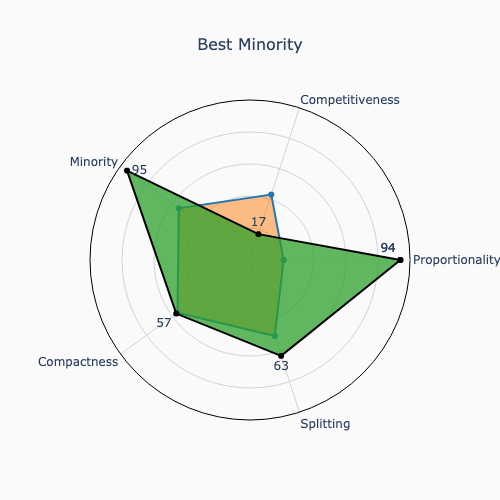 Best Minority
Competitiveness
Minority
95
17
94
Proportionality
57
Compactness
63
Splitting